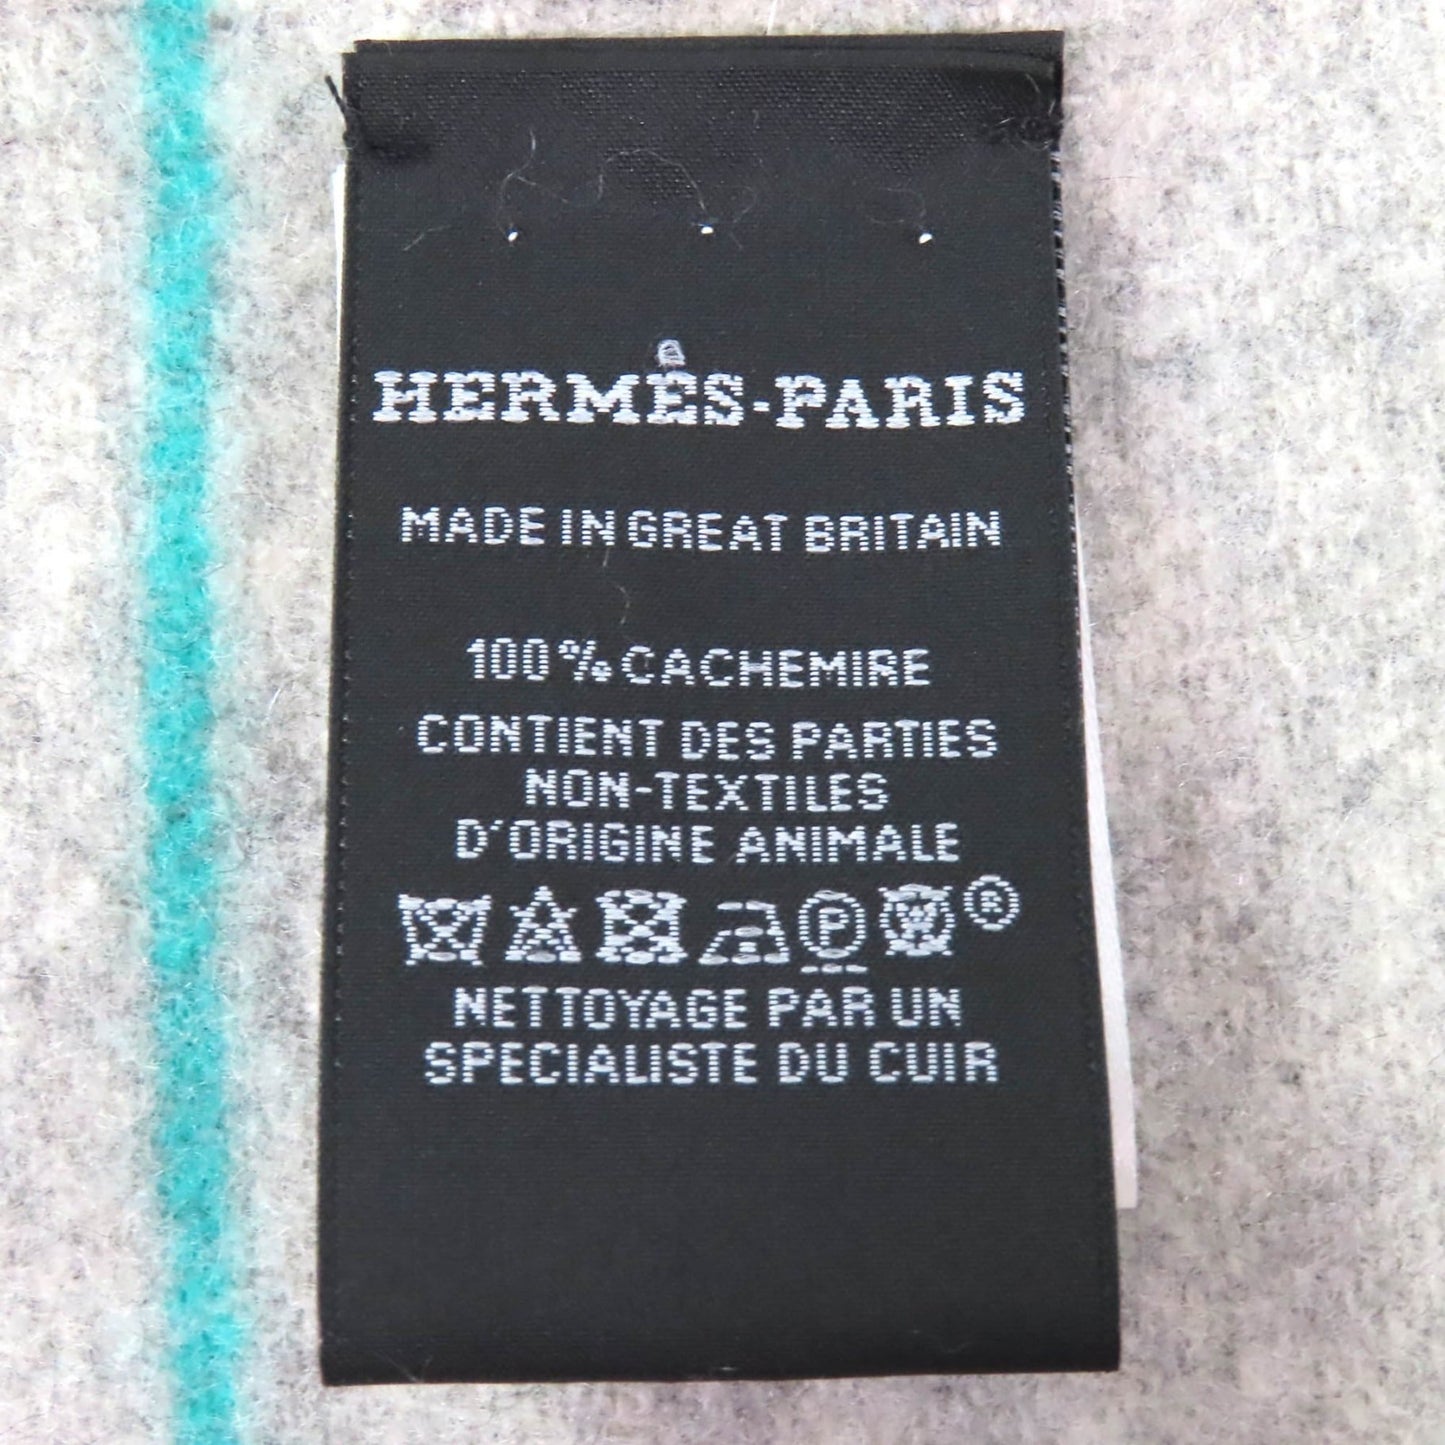 HERMÈS-PARIS
MADE IN GREAT BRITAIN
100% CACHEMIRE
CONTIENT DES PARTIES
NON-TEXTILES
D'ORIGINE ANIMALE
P W ®
NETTOYAGE PAR UN
SPECIALISTE DU CUIR